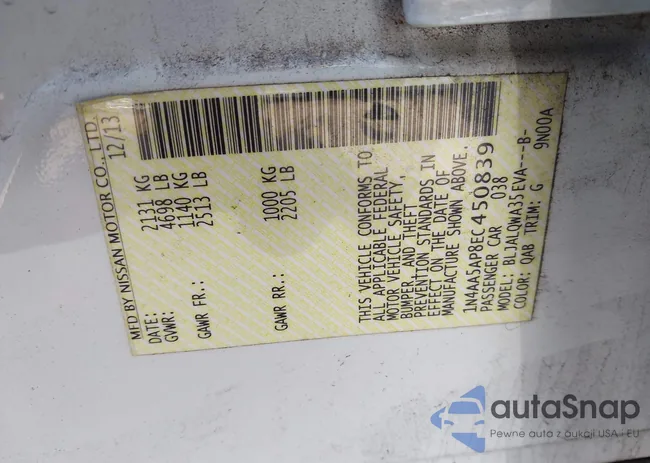 MFD BY NISSAN MOTOR CO., LTD.
DATE: 12/13
GVWR: 2131 KG
4698 LB
GAWR FR.: 1140 KG
2513 LB
GAWR RR.: 1000 KG
2205 LB
THIS VEHICLE CONFORMS TO
ALL APPLICABLE FEDERAL
MOTOR VEHICLE SAFETY,
BUMPER, AND THEFT
PREVENTION STANDARDS IN
EFFECT ON THE DATE OF
MANUFACTURE SHOWN ABOVE.
1N4AA5AP8EC450839
PASSENGER CAR 038
MODEL: BLJALQWA35EVA---B-
COLOR: QAB TRIM: G 9N00A
autaSnap
Pewne auta z aukcji USA i EU